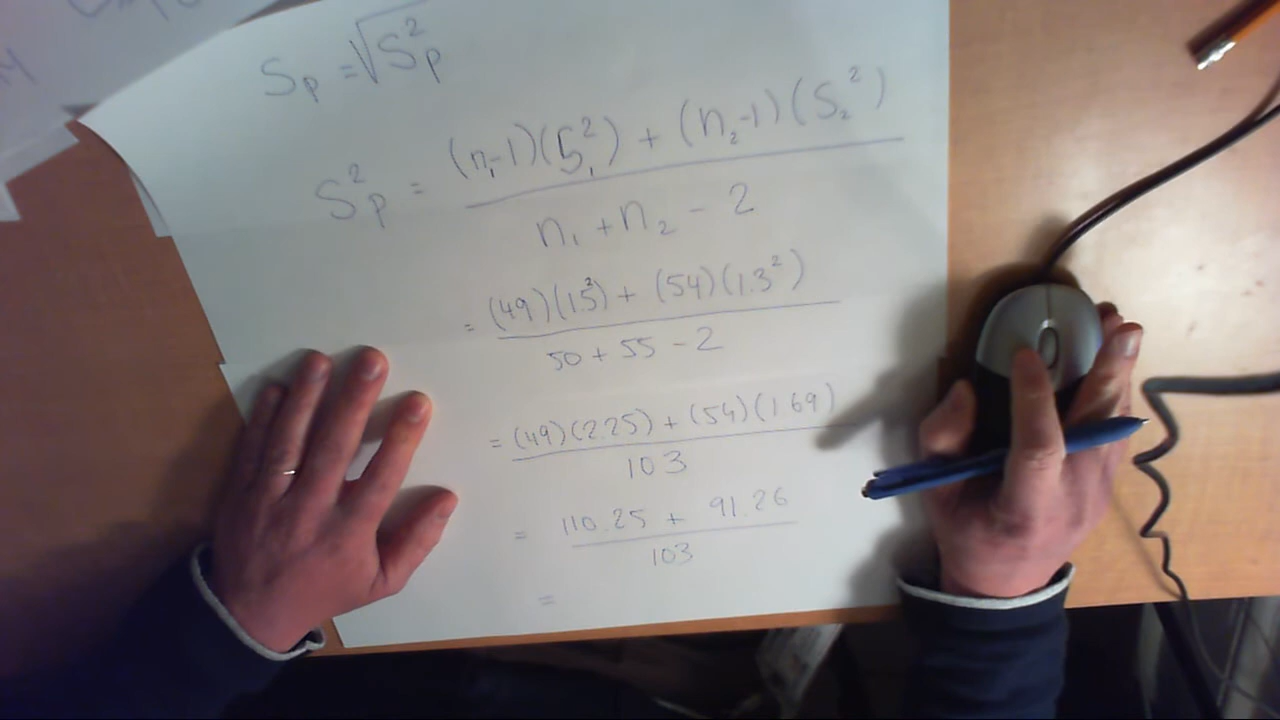 Sp = √S²p
S²p = (n₁-1)(S₁²) + (n₂-1)(S₂²)
n₁ + n₂ - 2
= (49)(1.5²) + (54)(1.3²)
50 + 55 - 2
= (49)(2.25) + (54)(1.69)
103
= 110.25 + 91.26
103
=